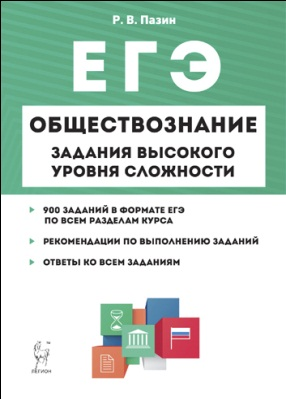 Р. В. Пазин
ЕГЭ
ОБЩЕСТВОЗНАНИЕ
ЗАДАНИЯ ВЫСОКОГО
УРОВНЯ СЛОЖНОСТИ
900 ЗАДАНИЙ В ФОРМАТЕ ЕГЭ
ПО ВСЕМ РАЗДЕЛАМ КУРСА
РЕКОМЕНДАЦИИ ПО ВЫПОЛНЕНИЮ ЗАДАНИЙ
ОТВЕТЫ КО ВСЕМ ЗАДАНИЯМ
ЛЕГИОН